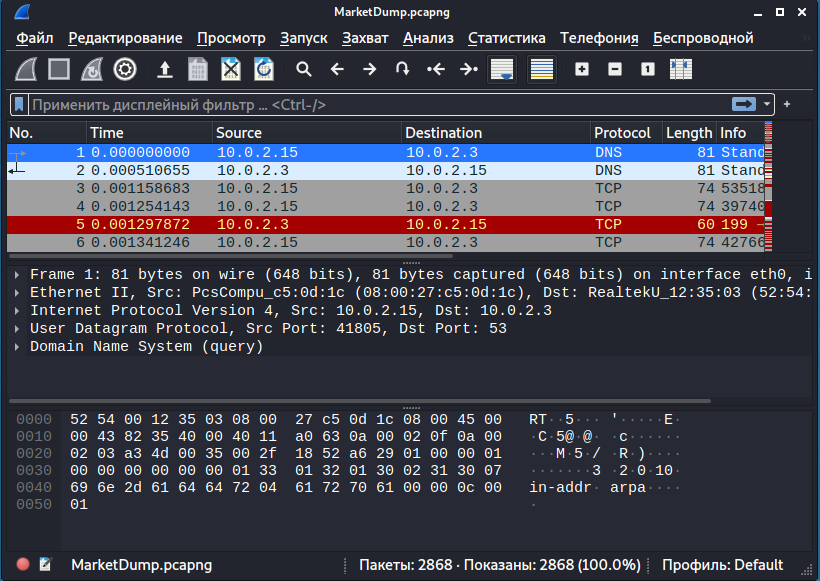 MarketDump.pcapng
Файл Редактирование Просмотр Запуск Захват Анализ Статистика Телефония Беспроводной
Применить дисплейный фильтр ... <Ctrl-/>
No. Time Source Destination Protocol Length Info
1 0.000000000 10.0.2.15 10.0.2.3 DNS 81 Stand
2 0.000510655 10.0.2.3 10.0.2.15 DNS 81 Stand
3 0.001158683 10.0.2.15 10.0.2.3 TCP 74 53518
4 0.001254143 10.0.2.15 10.0.2.3 TCP 74 39740
5 0.001297872 10.0.2.3 10.0.2.15 TCP 60 199 →
6 0.001341246 10.0.2.15 10.0.2.3 TCP 74 42766
Frame 1: 81 bytes on wire (648 bits), 81 bytes captured (648 bits) on interface eth0, i
Ethernet II, Src: PcsCompu_c5:0d:1c (08:00:27:c5:0d:1c), Dst: RealtekU_12:35:03 (52:54:
Internet Protocol Version 4, Src: 10.0.2.15, Dst: 10.0.2.3
User Datagram Protocol, Src Port: 41805, Dst Port: 53
Domain Name System (query)
0000 52 54 00 12 35 03 08 00 27 c5 0d 1c 08 00 45 00 RT··5··· '·····E·
0010 00 43 82 35 40 00 40 11 a0 63 0a 00 02 0f 0a 00 ·C·5@·@· ·c······
0020 02 03 a3 4d 00 35 00 2f 18 52 a6 29 01 00 00 01 ···M·5·/ ·R·)····
0030 00 00 00 00 00 00 01 33 01 32 01 30 02 31 30 07 ·······3 ·2·0·10·
0040 69 6e 2d 61 64 64 72 04 61 72 70 61 00 00 0c 00 in-addr· arpa····
0050 01 ·
MarketDump.pcapng Пакеты: 2868 · Показаны: 2868 (100.0%) Профиль: Default